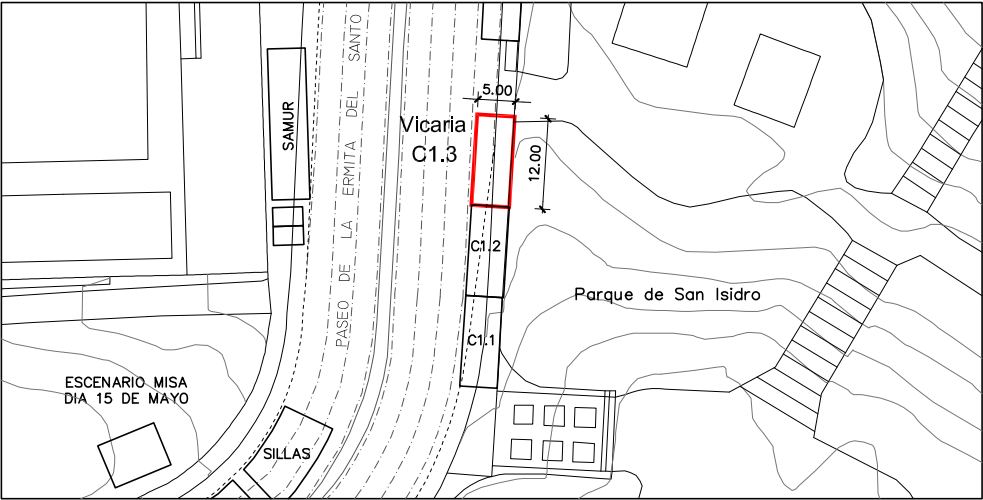 5.00
Vicaria
C1.3
12.00
SAMUR
PASEO DE LA ERMITA DEL SANTO
C1.2
Parque de San Isidro
C1.1
ESCENARIO MISA
DIA 15 DE MAYO
SILLAS